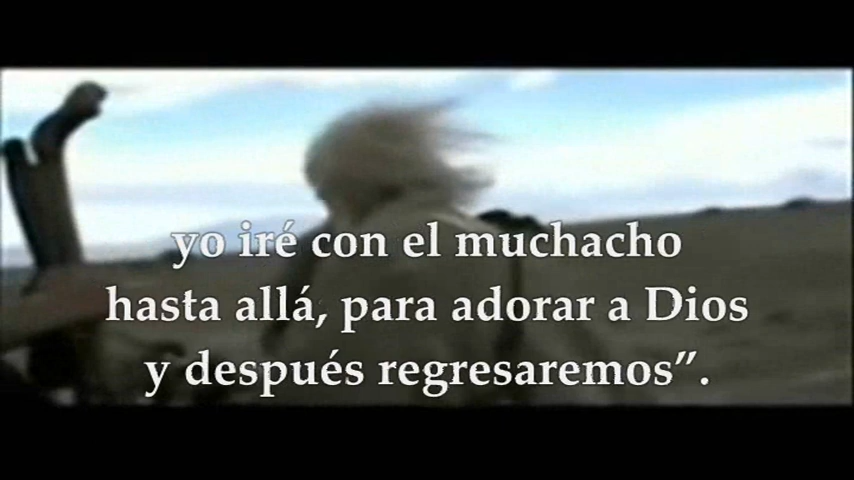 yo iré con el muchacho
hasta allá, para adorar a Dios
y después regresaremos”.